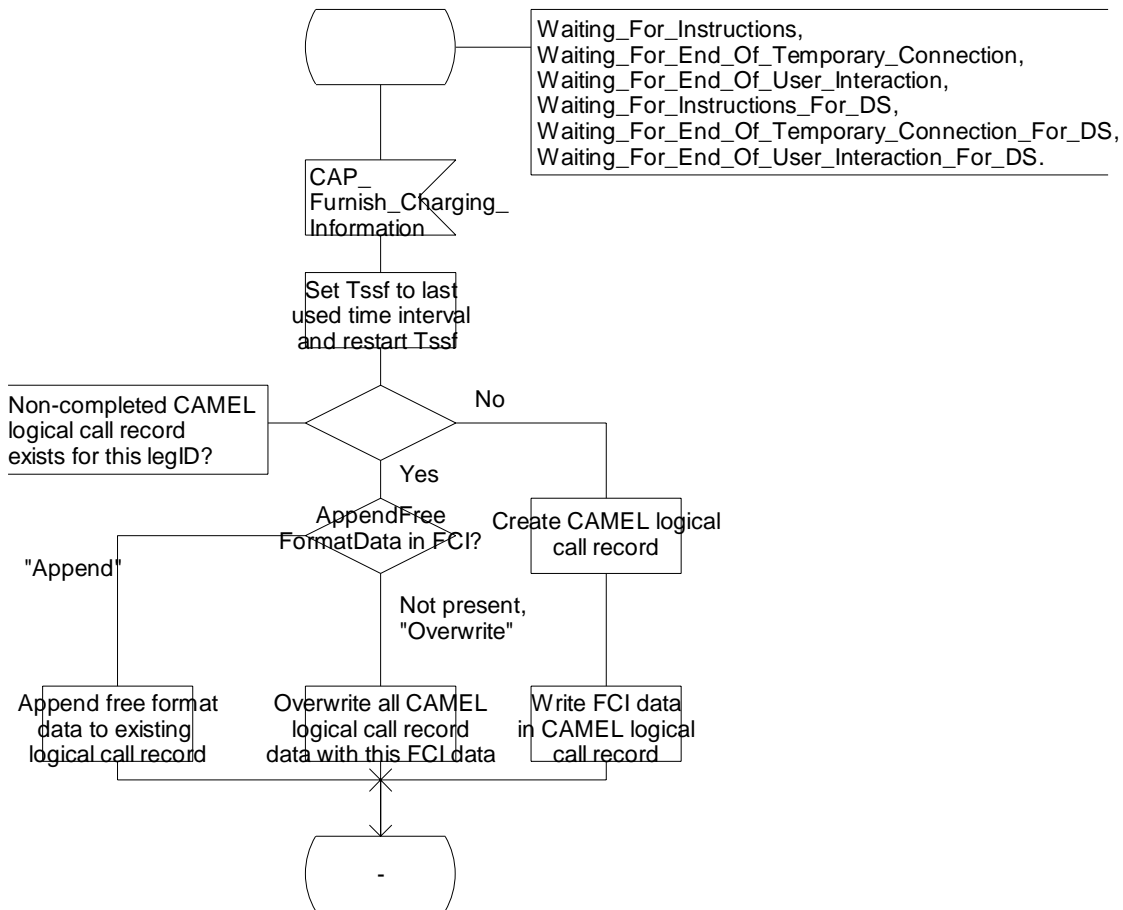 Waiting_For_Instructions,
Waiting_For_End_Of_Temporary_Connection,
Waiting_For_End_Of_User_Interaction,
Waiting_For_Instructions_For_DS,
Waiting_For_End_Of_Temporary_Connection_For_DS,
Waiting_For_End_Of_User_Interaction_For_DS.
CAP_
Furnish_Charging_
Information
Set Tssf to last
used time interval
and restart Tssf
Non-completed CAMEL
logical call record
exists for this legID?
No
Yes
AppendFree
FormatData in FCI?
Create CAMEL logical
call record
"Append"
Not present,
"Overwrite"
Append free format
data to existing
logical call record
Overwrite all CAMEL
logical call record
data with this FCI data
Write FCI data
in CAMEL logical
call record
-